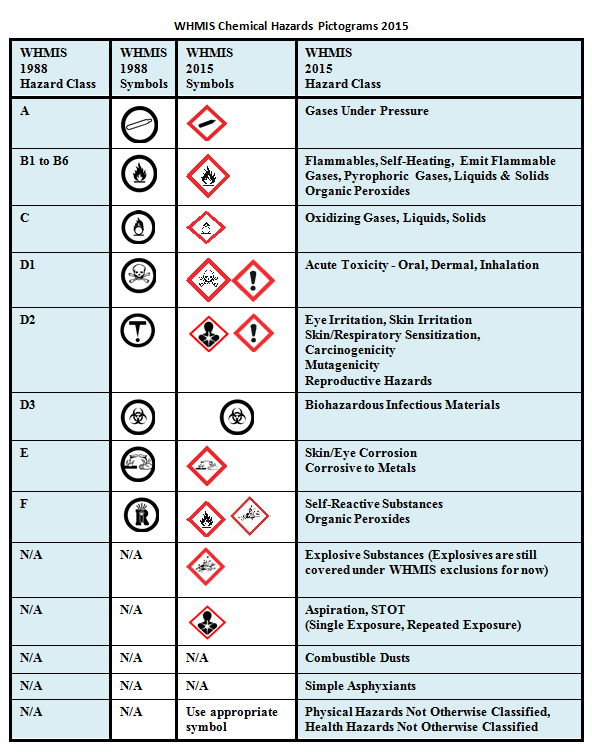 WHMIS Chemical Hazards Pictograms 2015
WHMIS
1988
Hazard Class
WHMIS
1988
Symbols
WHMIS
2015
Symbols
WHMIS
2015
Hazard Class
A
Gases Under Pressure
B1 to B6
Flammables, Self-Heating, Emit Flammable
Gases, Pyrophoric Gases, Liquids & Solids
Organic Peroxides
C
Oxidizing Gases, Liquids, Solids
D1
Acute Toxicity - Oral, Dermal, Inhalation
D2
Eye Irritation, Skin Irritation
Skin/Respiratory Sensitization,
Carcinogenicity
Mutagenicity
Reproductive Hazards
D3
Biohazardous Infectious Materials
E
Skin/Eye Corrosion
Corrosive to Metals
F
R
Self-Reactive Substances
Organic Peroxides
N/A
N/A
Explosive Substances (Explosives are still
covered under WHMIS exclusions for now)
N/A
N/A
Aspiration, STOT
(Single Exposure, Repeated Exposure)
N/A
N/A
N/A
Combustible Dusts
N/A
N/A
N/A
Simple Asphyxiants
N/A
N/A
Use appropriate
symbol
Physical Hazards Not Otherwise Classified,
Health Hazards Not Otherwise Classified